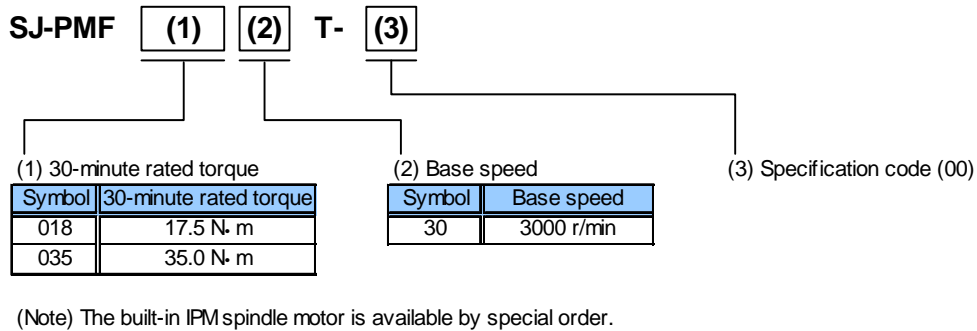 SJ-PMF (1) (2) T- (3)
(1) 30-minute rated torque
Symbol 30-minute rated torque
018 17.5 N•m
035 35.0 N•m
(2) Base speed
Symbol Base speed
30 3000 r/min
(3) Specification code (00)
(Note) The built-in IPM spindle motor is available by special order.